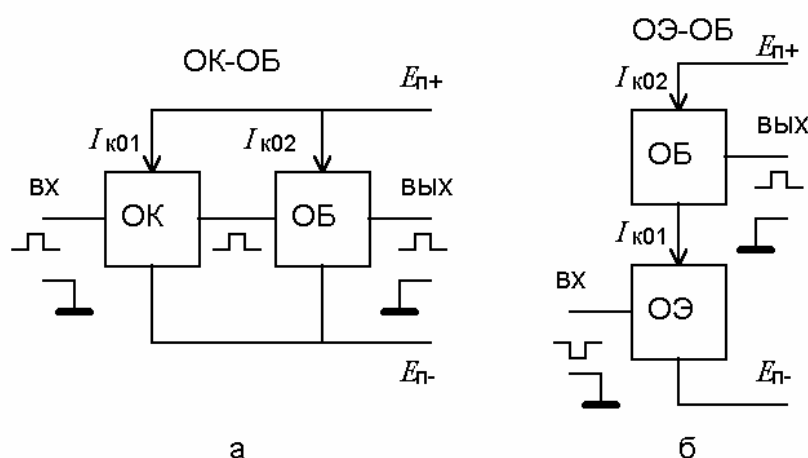 ОК-ОБ
Eп+
Iк01
Iк02
ВХ
ОК
ОБ
ВЫХ
Eп-
а
ОЭ-ОБ
Eп+
Iк02
ОБ
ВЫХ
Iк01
ВХ
ОЭ
Eп-
б